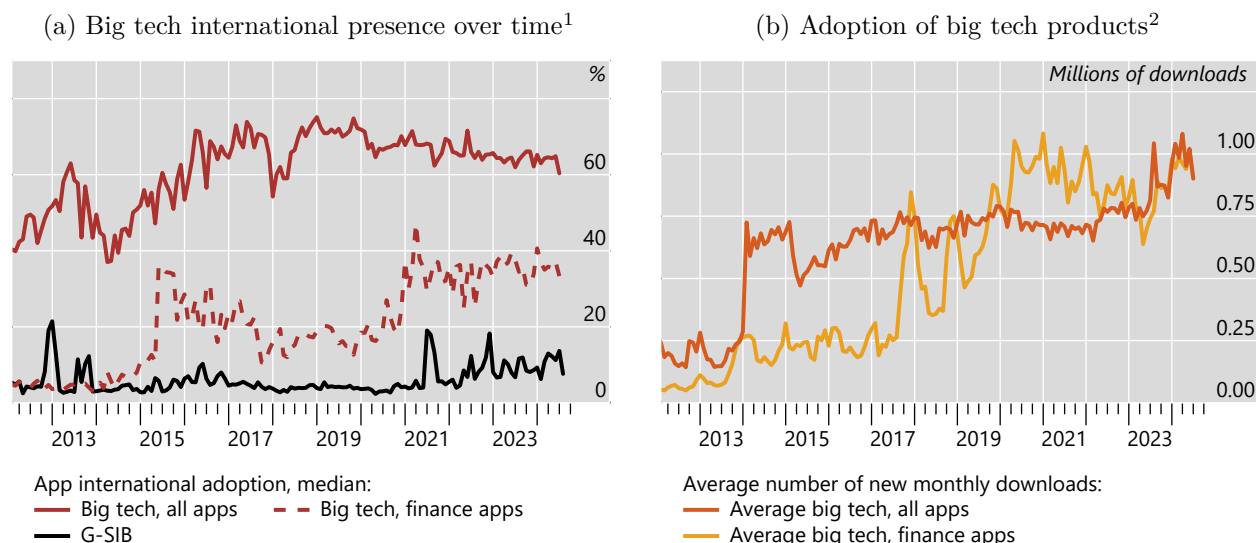 (a) Big tech international presence over time¹
%
60
40
20
0
2013 2015 2017 2019 2021 2023
App international adoption, median:
Big tech, all apps
Big tech, finance apps
G-SIB
(b) Adoption of big tech products²
Millions of downloads
1.00
0.75
0.50
0.25
0.00
2013 2015 2017 2019 2021 2023
Average number of new monthly downloads:
Average big tech, all apps
Average big tech, finance apps